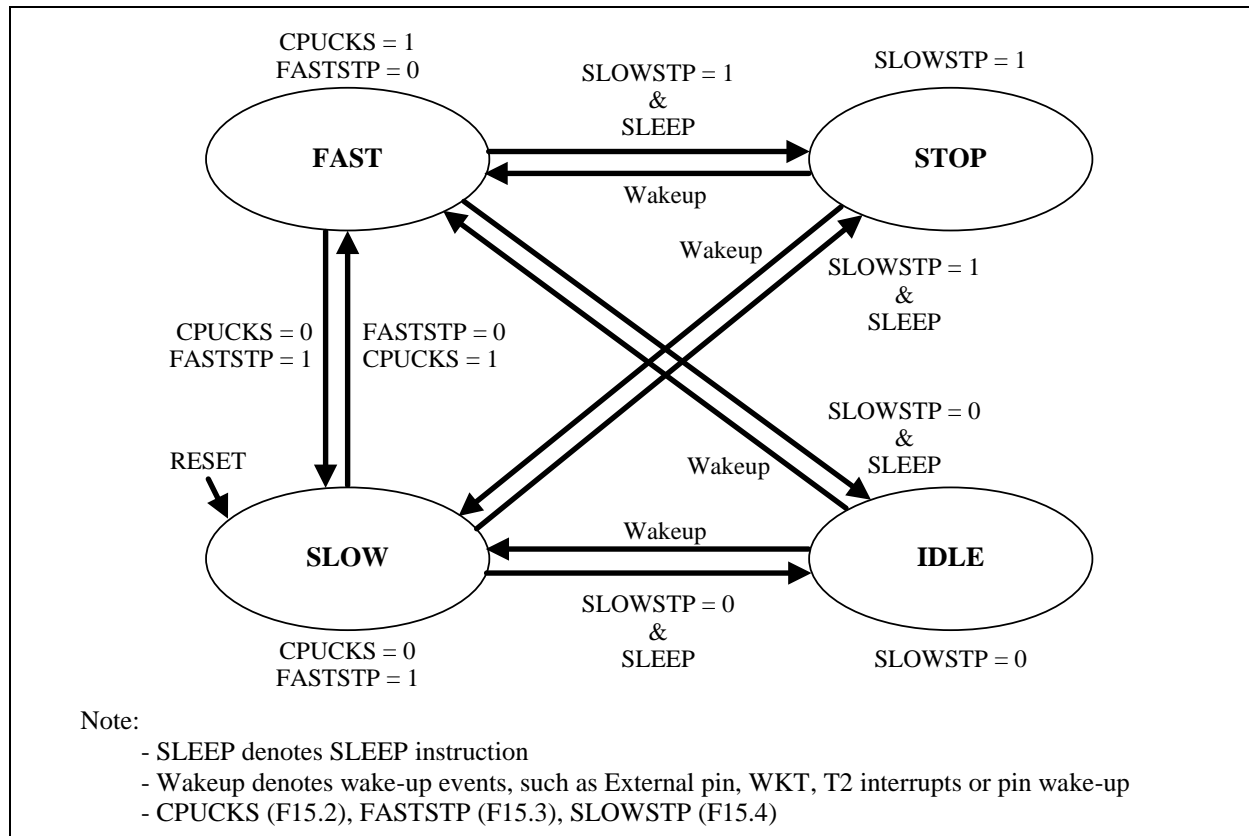 CPUCKS = 1
FASTSTP = 0
SLOWSTP = 1
&
SLEEP
SLOWSTP = 1
FAST
STOP
Wakeup
Wakeup
SLOWSTP = 1
&
SLEEP
CPUCKS = 0
FASTSTP = 1
FASTSTP = 0
CPUCKS = 1
SLOWSTP = 0
&
SLEEP
RESET
Wakeup
Wakeup
SLOW
IDLE
SLOWSTP = 0
&
SLEEP
CPUCKS = 0
FASTSTP = 1
SLOWSTP = 0
Note:
- SLEEP denotes SLEEP instruction
- Wakeup denotes wake-up events, such as External pin, WKT, T2 interrupts or pin wake-up
- CPUCKS (F15.2), FASTSTP (F15.3), SLOWSTP (F15.4)